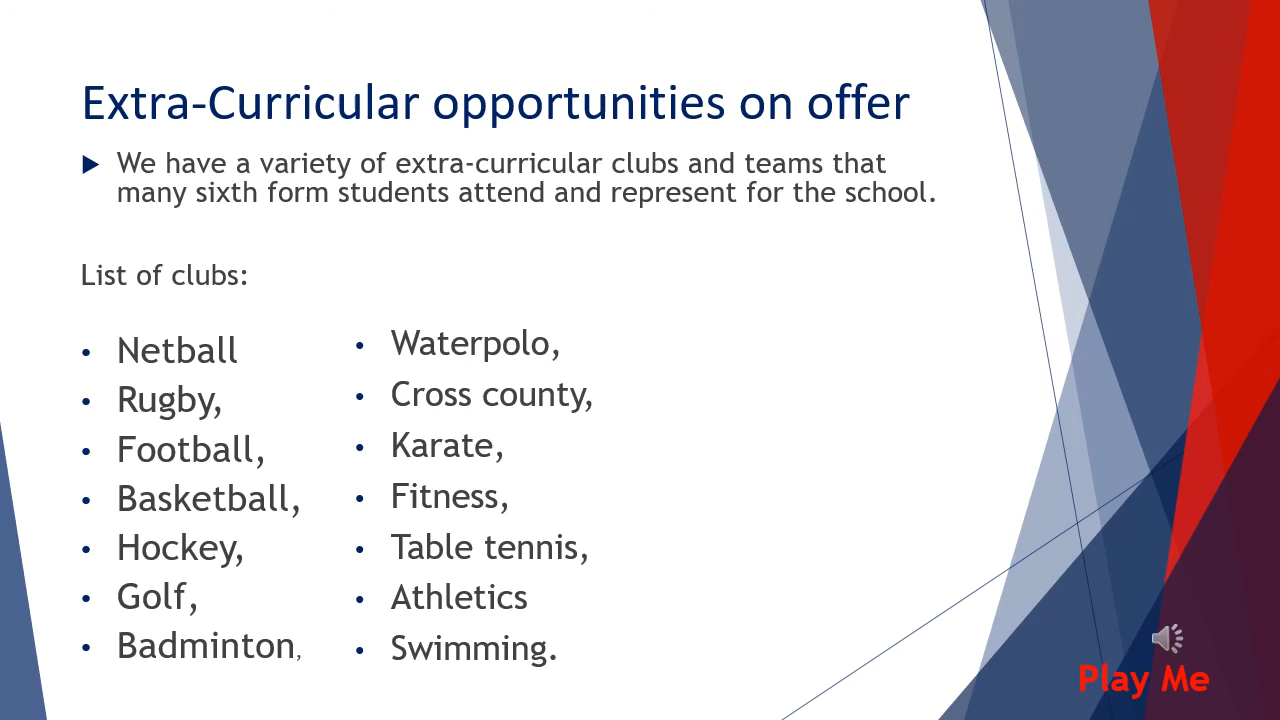 Extra-Curricular opportunities on offer
We have a variety of extra-curricular clubs and teams that
many sixth form students attend and represent for the school.
List of clubs:
Netball
Rugby,
Football,
Basketball,
Hockey,
Golf,
Badminton,
Waterpolo,
Cross county,
Karate,
Fitness,
Table tennis,
Athletics
Swimming.
Play Me